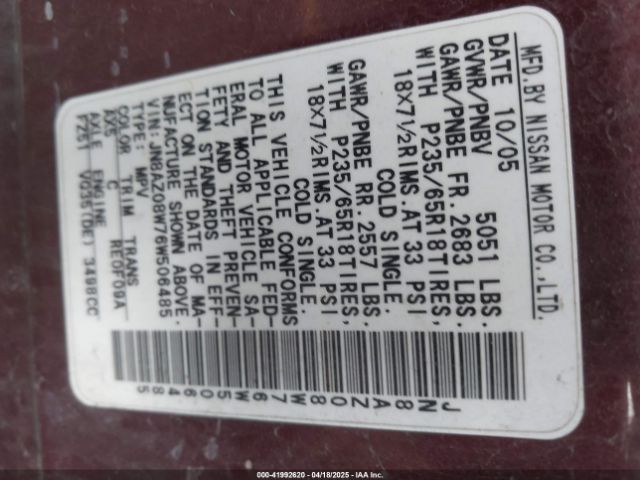 MFD.BY NISSAN MOTOR CO.,LTD.
DATE 10/05
GVWR/PNBV 5051 LBS.
GAWR/PNBE FR. 2683 LBS.
WITH P235/65R18TIRES,
18X7½RIMS.AT 33 PSI
COLD SINGLE.
GAWR/PNBE RR. 2557 LBS.
WITH P235/65R18TIRES,
18X7½RIMS.AT 33 PSI
COLD SINGLE.
THIS VEHICLE CONFORMS
TO ALL APPLICABLE FED-
ERAL MOTOR VEHICLE SA-
FETY AND THEFT PREVEN-
TION STANDARDS IN EFF-
ECT ON THE DATE OF MA-
NUFACTURE SHOWN ABOVE.
VIN:JN8AZ08W76W506485
TYPE: MPV
COLOR TRIM TRANS
AX5 C RE0F09A
AXLE ENGINE
FZ51 VQ35(DE) 3498CC
JN8AZ08W76W506485
000-41992620 - 04/18/2025 - IAAI INC.